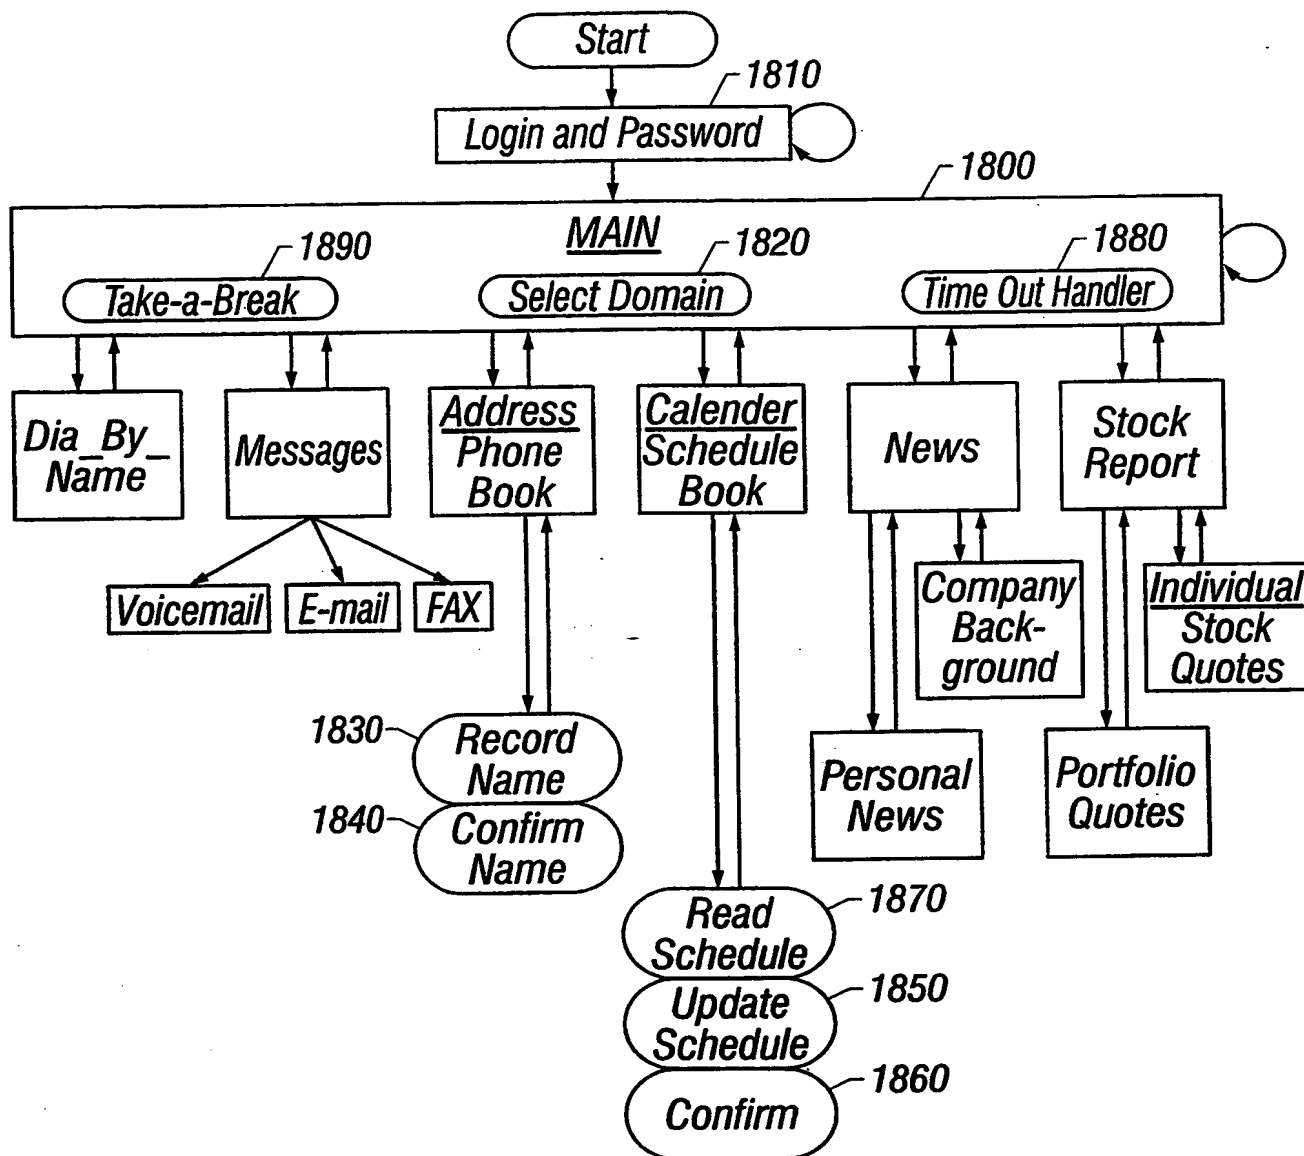 Start
1810
Login and Password
1800
MAIN
1890
1820
1880
Take-a-Break
Select Domain
Time Out Handler
Dia_By_
Name
Messages
Address
Phone
Book
Calender
Schedule
Book
News
Stock
Report
Voicemail
E-mail
FAX
Company
Back-
ground
Individual
Stock
Quotes
1830
Record
Name
1840
Confirm
Name
Personal
News
Portfolio
Quotes
1870
Read
Schedule
1850
Update
Schedule
1860
Confirm